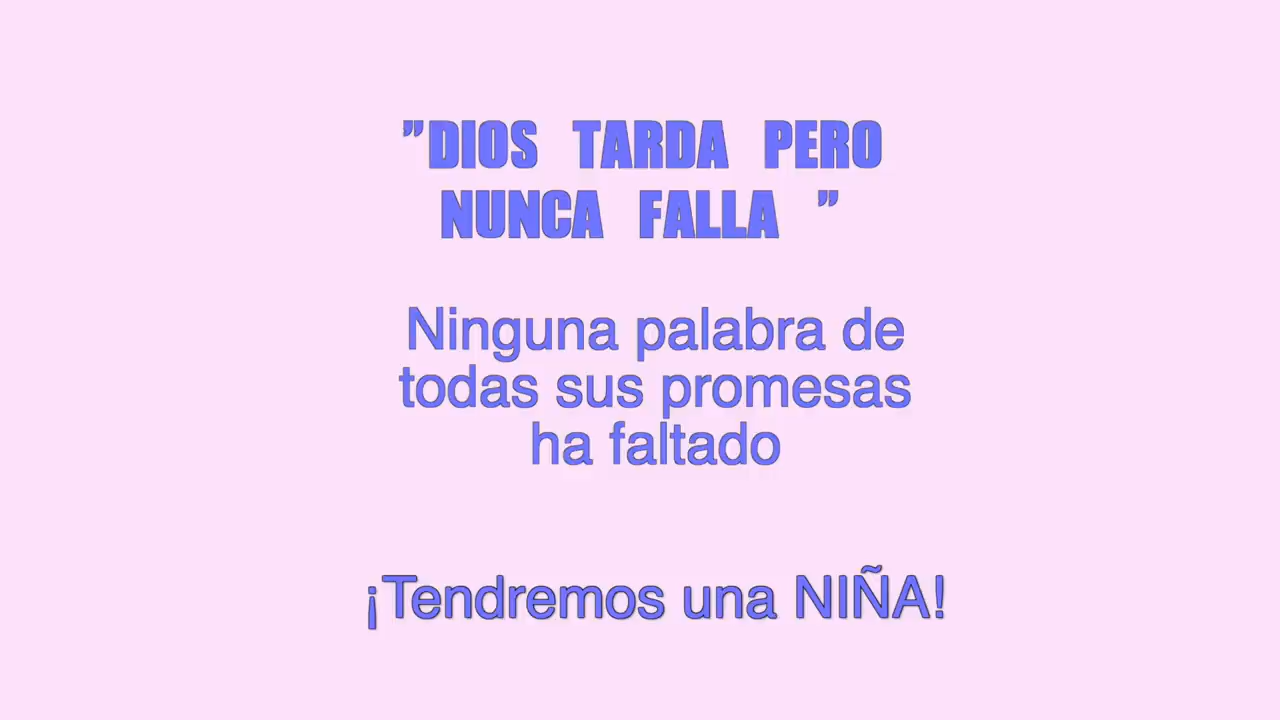 "DIOS TARDA PERO
NUNCA FALLA "
Ninguna palabra de
todas sus promesas
ha faltado
¡Tendremos una NIÑA!